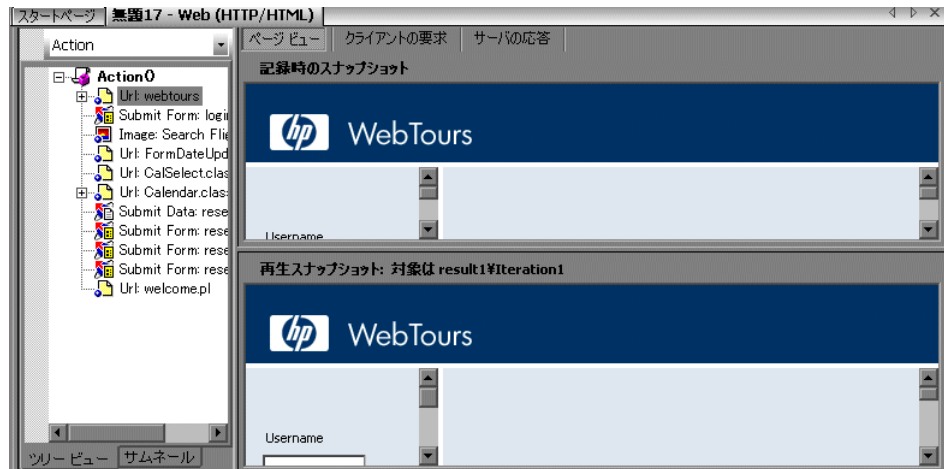 スタートページ 無題17 - Web (HTTP/HTML)
Action
Action()
Url: webtours
Submit Form: logi
Image: Search Flig
Url: FormDateUpd
Url: CalSelect.clas
Url: Calendar.clas
Submit Data: rese
Submit Form: rese
Submit Form: rese
Submit Form: rese
Url: welcome.pl
ツリー ビュー サムネール
ページ ビュー クライアントの要求 サーバの応答
記録時のスナップショット
hp WebTours
Username
再生スナップショット: 対象は result1¥Iteration1
hp WebTours
Username